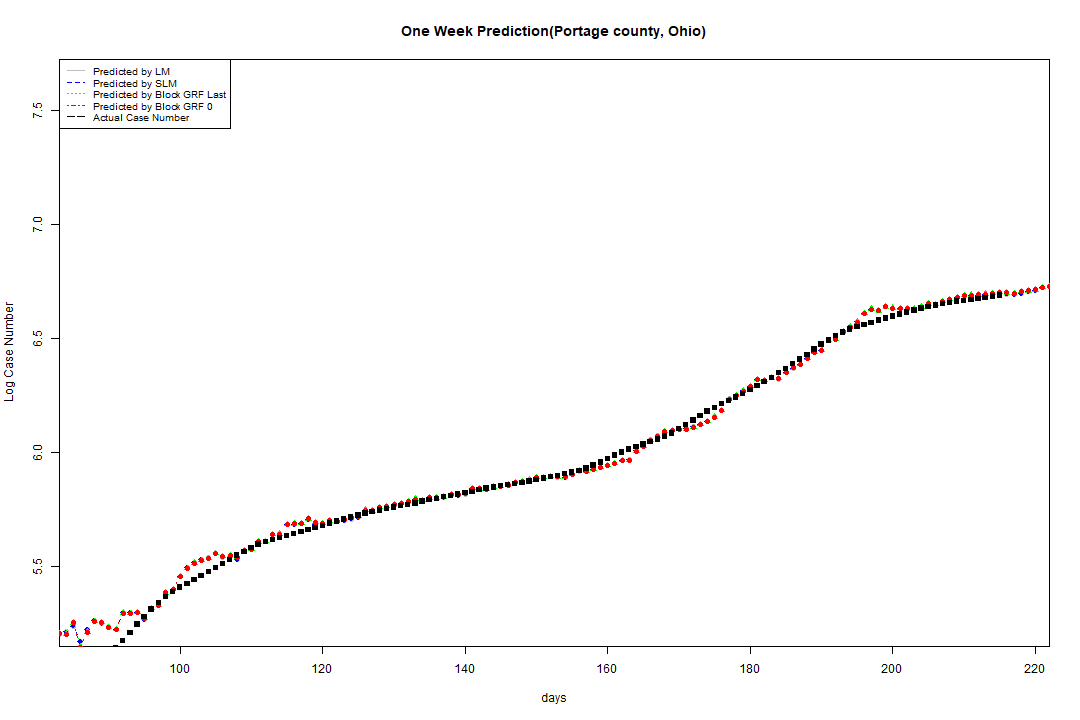 One Week Prediction(Portage county, Ohio)
Predicted by LM
Predicted by SLM
Predicted by Block GRF Last
Predicted by Block GRF 0
Actual Case Number
7.5
7.0
6.5
6.0
5.5
Log Case Number
100 120 140 160 180 200 220
days